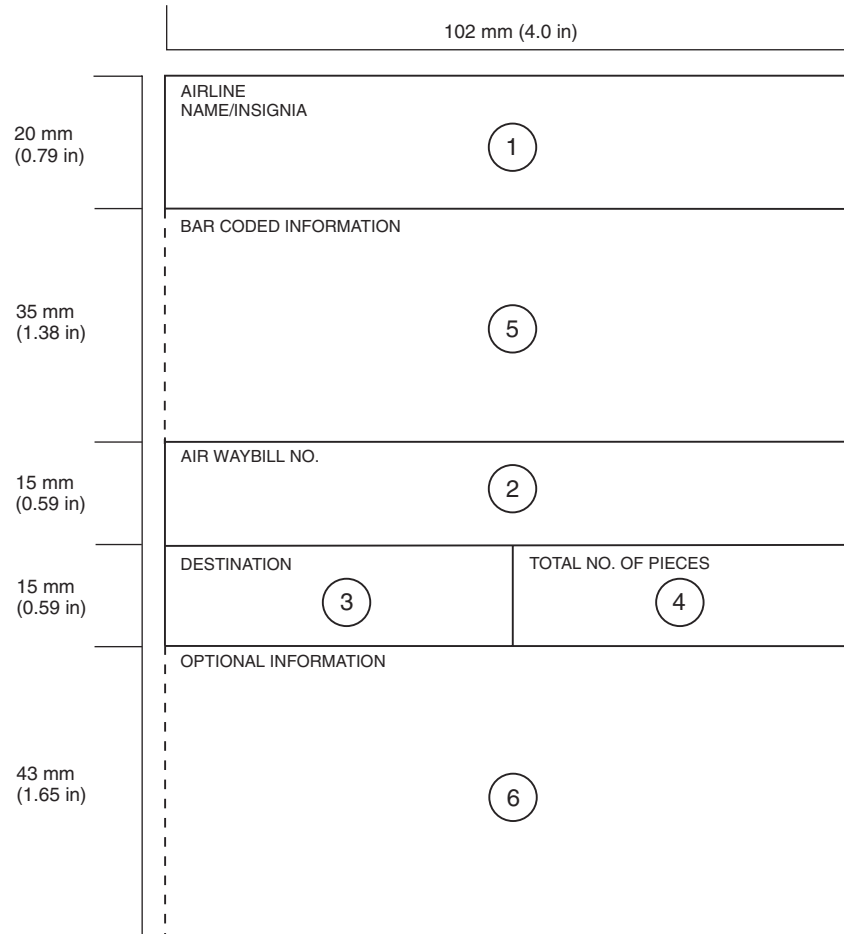 102 mm (4.0 in)
20 mm
(0.79 in)
AIRLINE
NAME/INSIGNIA
1
35 mm
(1.38 in)
BAR CODED INFORMATION
5
15 mm
(0.59 in)
AIR WAYBILL NO.
2
15 mm
(0.59 in)
DESTINATION
3
TOTAL NO. OF PIECES
4
43 mm
(1.65 in)
OPTIONAL INFORMATION
6